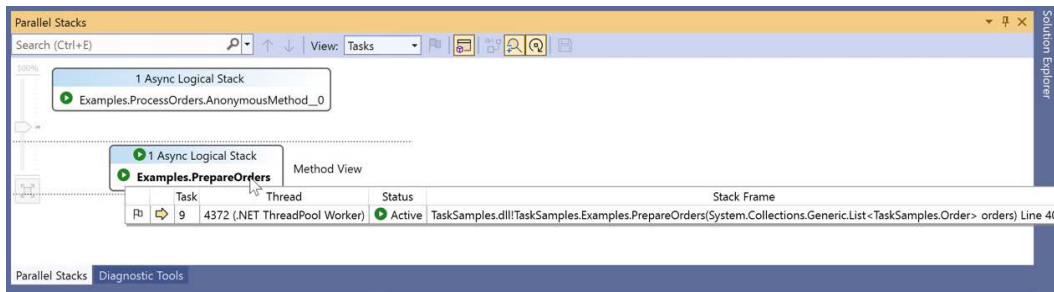 Parallel Stacks
Search (Ctrl+E) View: Tasks
100%
1 Async Logical Stack
Examples.ProcessOrders.AnonymousMethod__0
1 Async Logical Stack
Examples.PrepareOrders
Method View
Task Thread Status Stack Frame
9 4372 (.NET ThreadPool Worker) Active TaskSamples.dll!TaskSamples.Examples.PrepareOrders(System.Collections.Generic.List<TaskSamples.Order> orders) Line 40
Parallel Stacks Diagnostic Tools
Solution Explorer